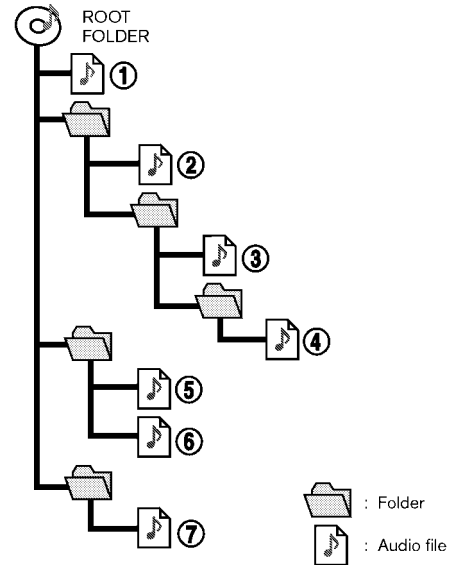 ROOT
FOLDER
①
②
③
④
⑤
⑥
⑦
: Folder
: Audio file